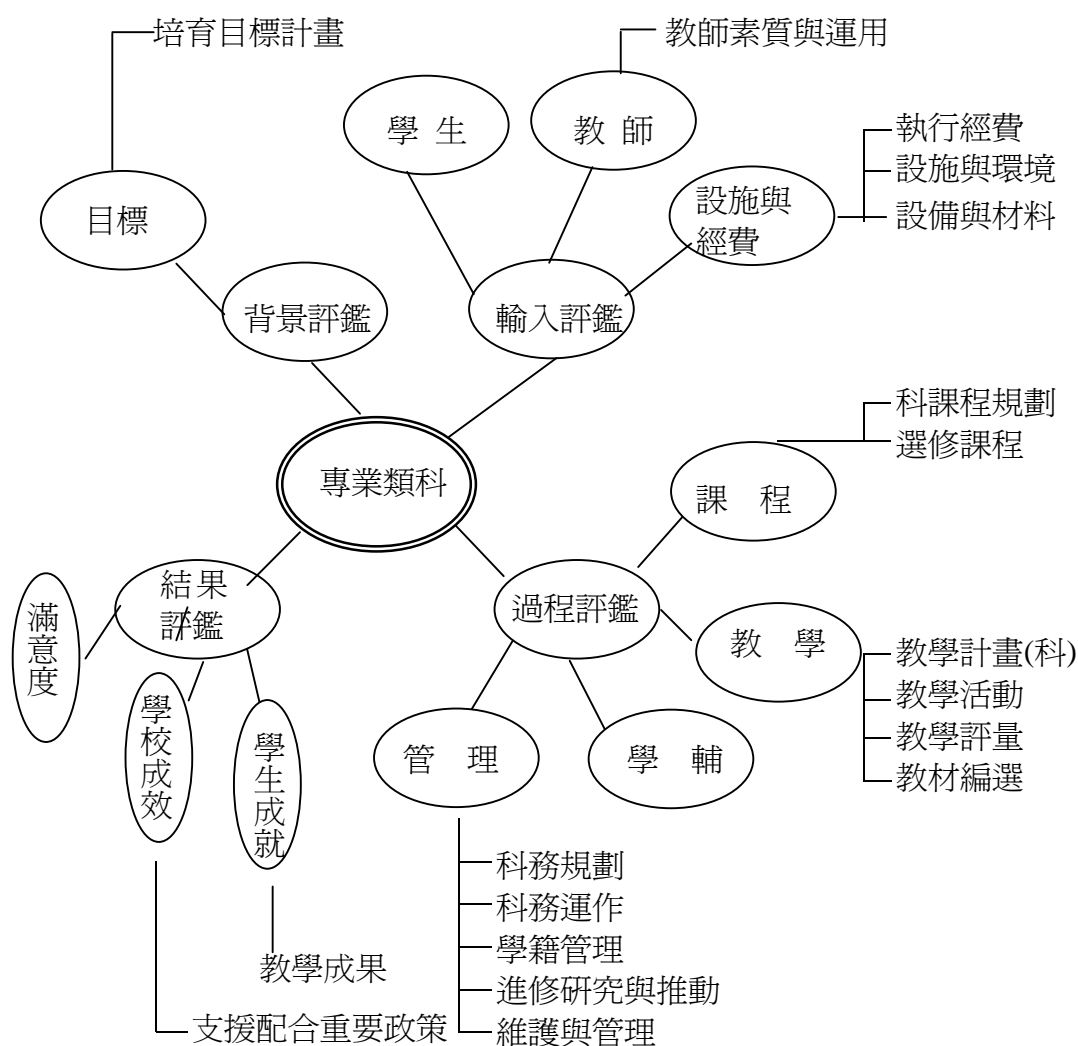 培育目標計畫
教師素質與運用
學 生
教 師
執行經費
設施與環境
設備與材料
目標
設施與
經費
背景評鑑
輸入評鑑
科課程規劃
選修課程
專業類科
課 程
結果
評鑑
過程評鑑
滿意度
教 學
教學計畫(科)
教學活動
教學評量
教材編選
學校成效
學生成就
管 理
學 輔
科務規劃
科務運作
學籍管理
進修研究與推動
維護與管理
教學成果
支援配合重要政策